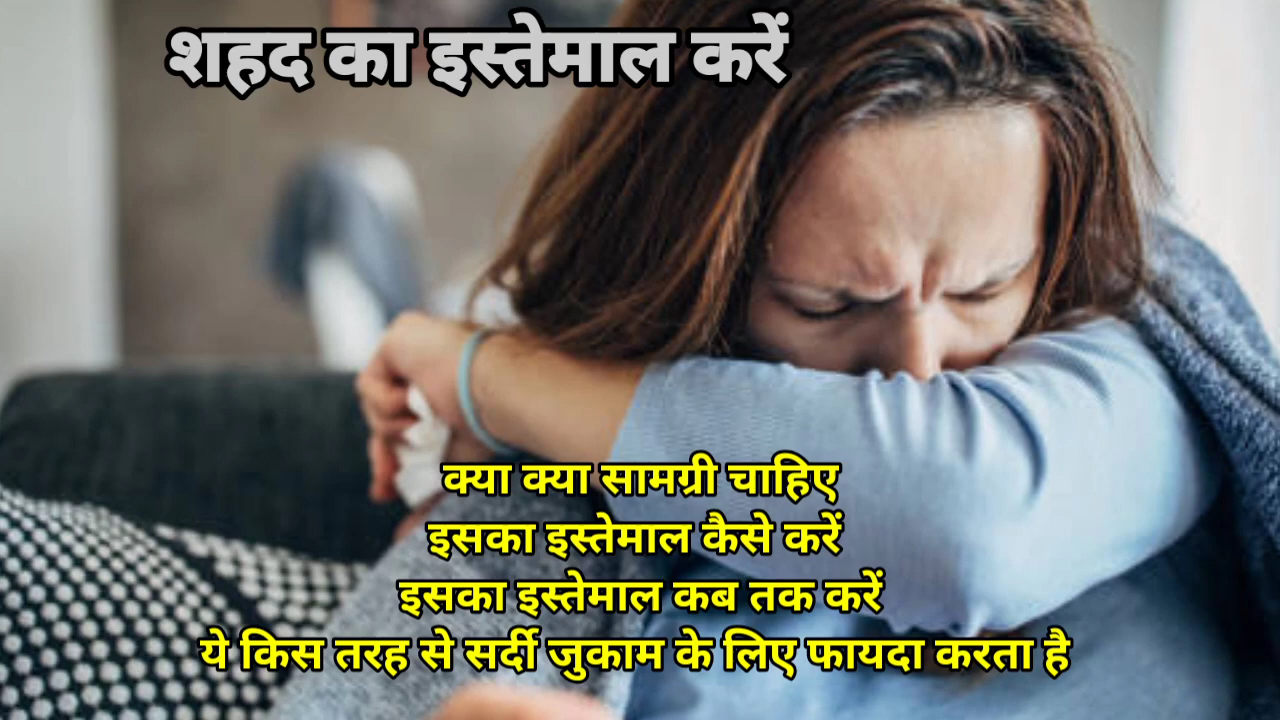 शहद का इस्तेमाल करें
क्या क्या सामग्री चाहिए
इसका इस्तेमाल कैसे करें
इसका इस्तेमाल कब तक करें
ये किस तरह से सर्दी जुकाम के लिए फायदा करता है